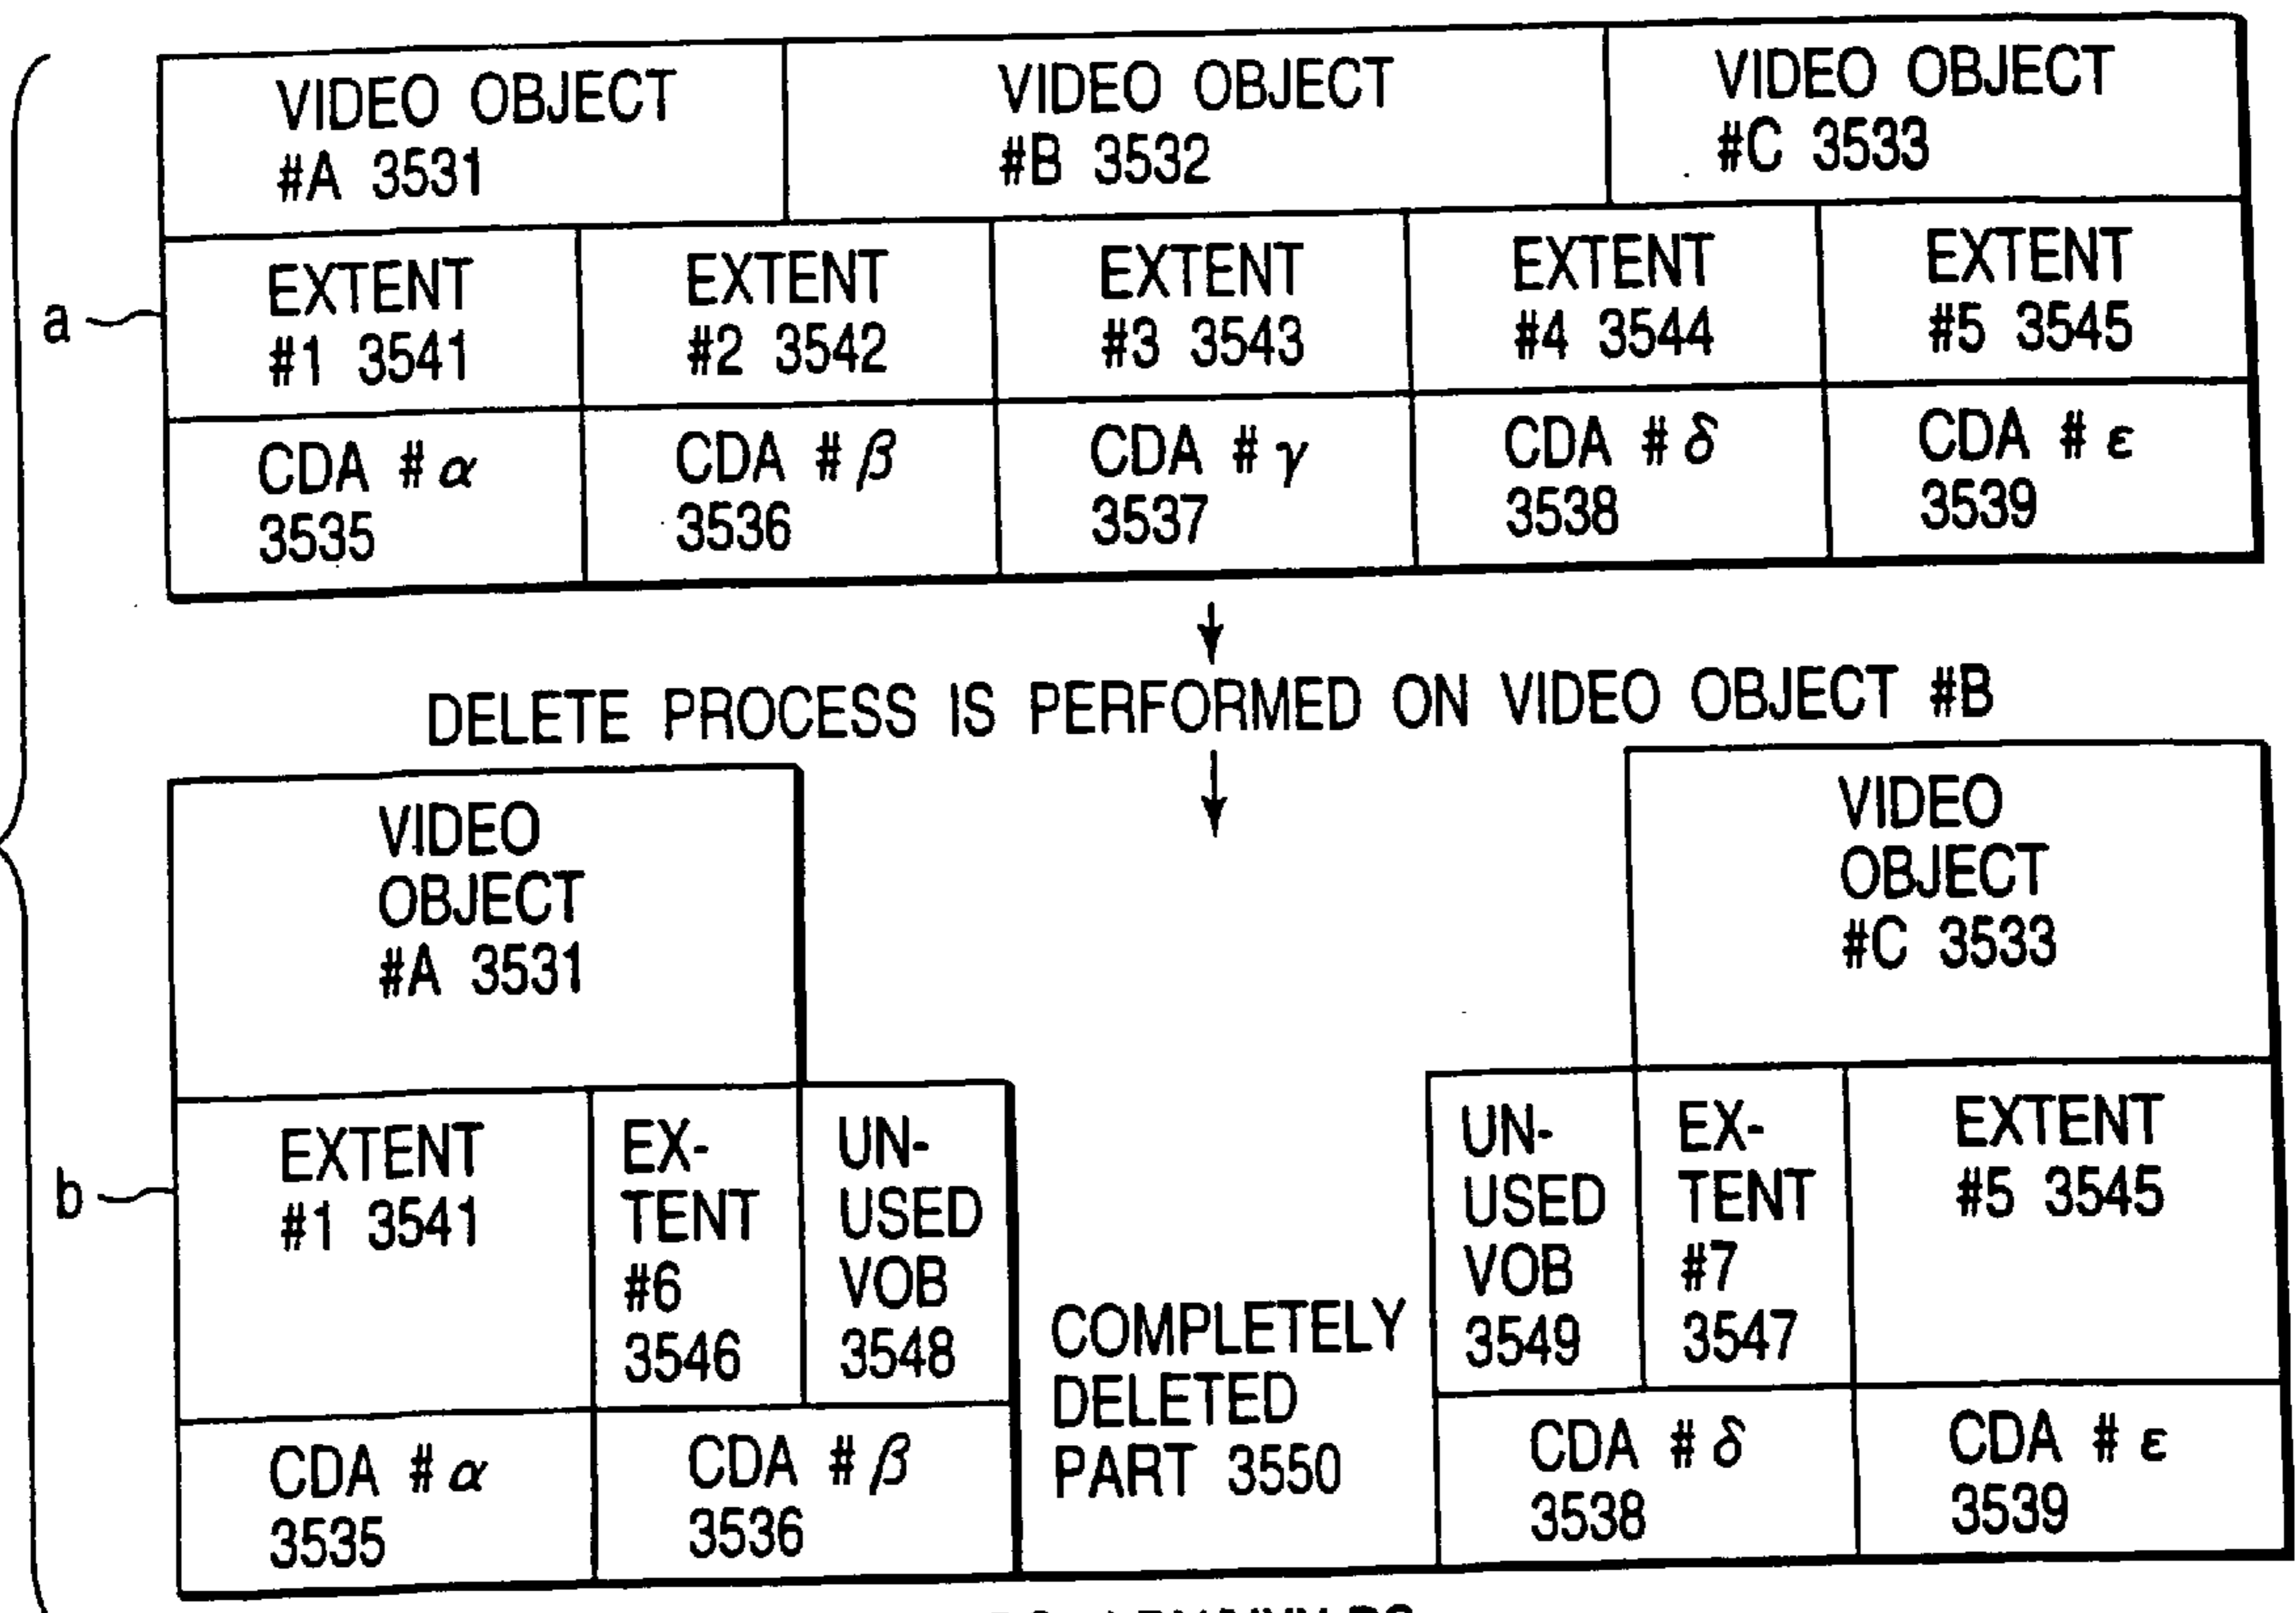 VIDEO OBJECT
#A 3531
VIDEO OBJECT
#B 3532
VIDEO OBJECT
#C 3533
a
EXTENT
#1 3541
EXTENT
#2 3542
EXTENT
#3 3543
EXTENT
#4 3544
EXTENT
#5 3545
CDA #α
3535
CDA #β
3536
CDA #γ
3537
CDA #δ
3538
CDA #ε
3539
DELETE PROCESS IS PERFORMED ON VIDEO OBJECT #B
VIDEO
OBJECT
#A 3531
VIDEO
OBJECT
#C 3533
b
EXTENT
#1 3541
EX-
TENT
#6
3546
UN-
USED
VOB
3548
COMPLETELY
DELETED
PART 3550
UN-
USED
VOB
3549
EX-
TENT
#7
3547
EXTENT
#5 3545
CDA #α
3535
CDA #β
3536
CDA #δ
3538
CDA #ε
3539